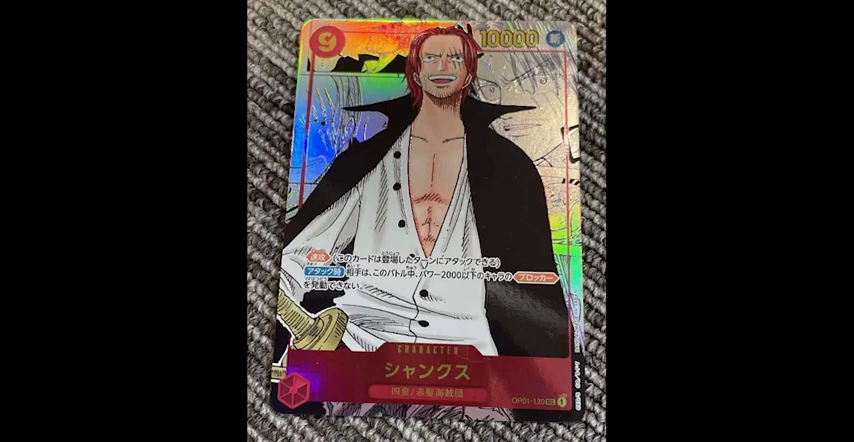 9
10000
斬
速攻 (このカードは登場したターンにアタックできる)
アタック時 相手は、このバトル中、パワー2000以下のキャラの ブロッカー
を発動できない。
CHARACTER
シャンクス
四皇/赤髪海賊団
OP01-120 SEC 1